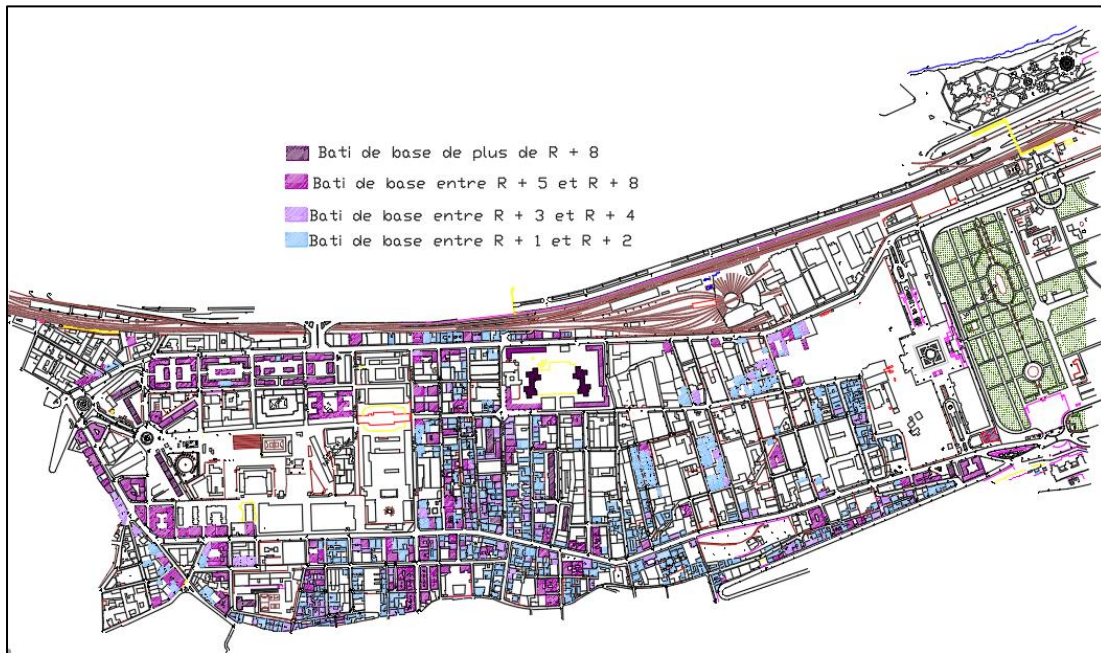 Bati de base de plus de R + 8
Bati de base entre R + 5 et R + 8
Bati de base entre R + 3 et R + 4
Bati de base entre R + 1 et R + 2